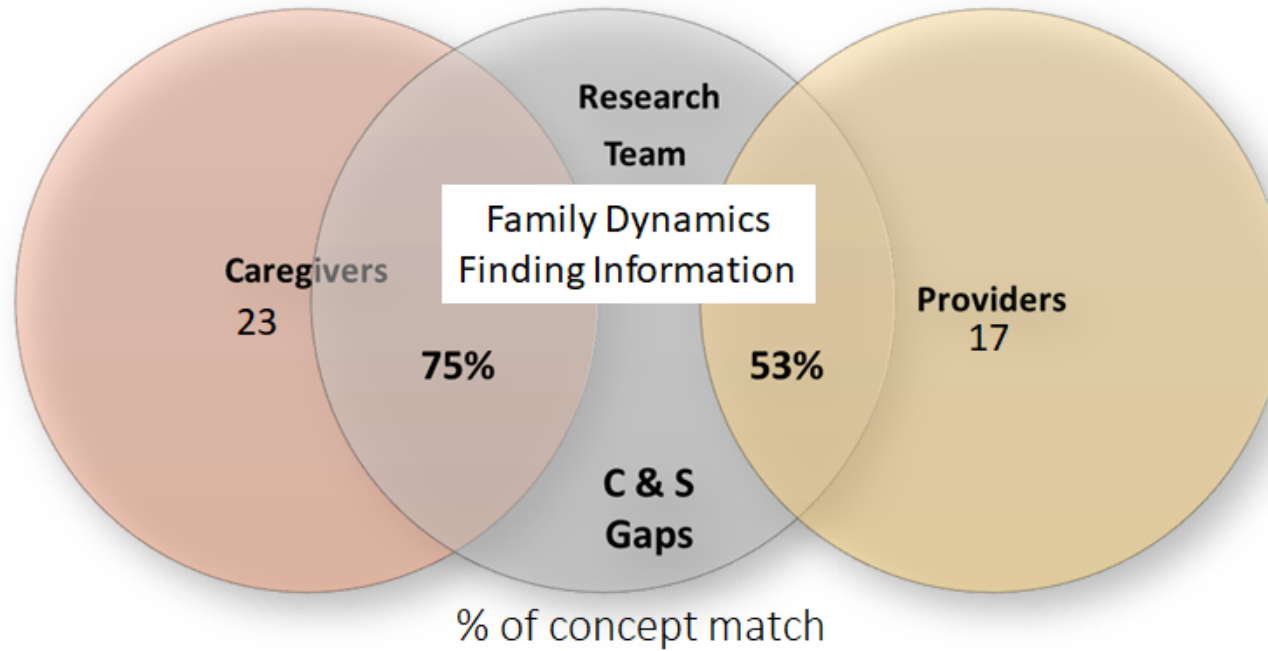 Research
Team
Family Dynamics
Finding Information
Caregivers
23
Providers
17
75%
53%
C & S
Gaps
% of concept match